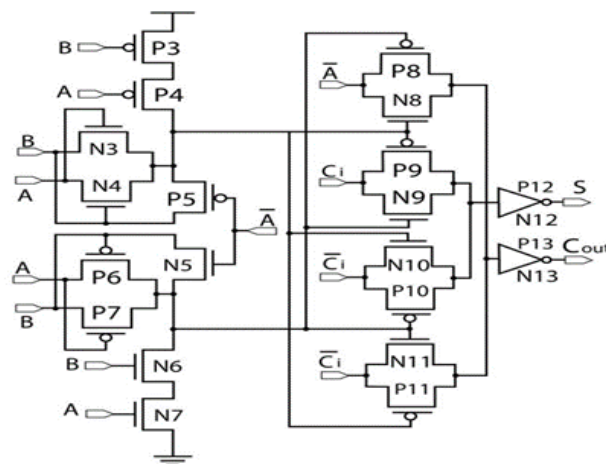 B
P3
A
P4
B
N3
A
N4
P5
A̅
N5
A
P6
B
P7
B
N6
A
N7
A̅
P8
N8
Ci
P9
N9
C̅i
N10
P10
C̅i
N11
P11
P12
S
N12
P13
Cout
N13